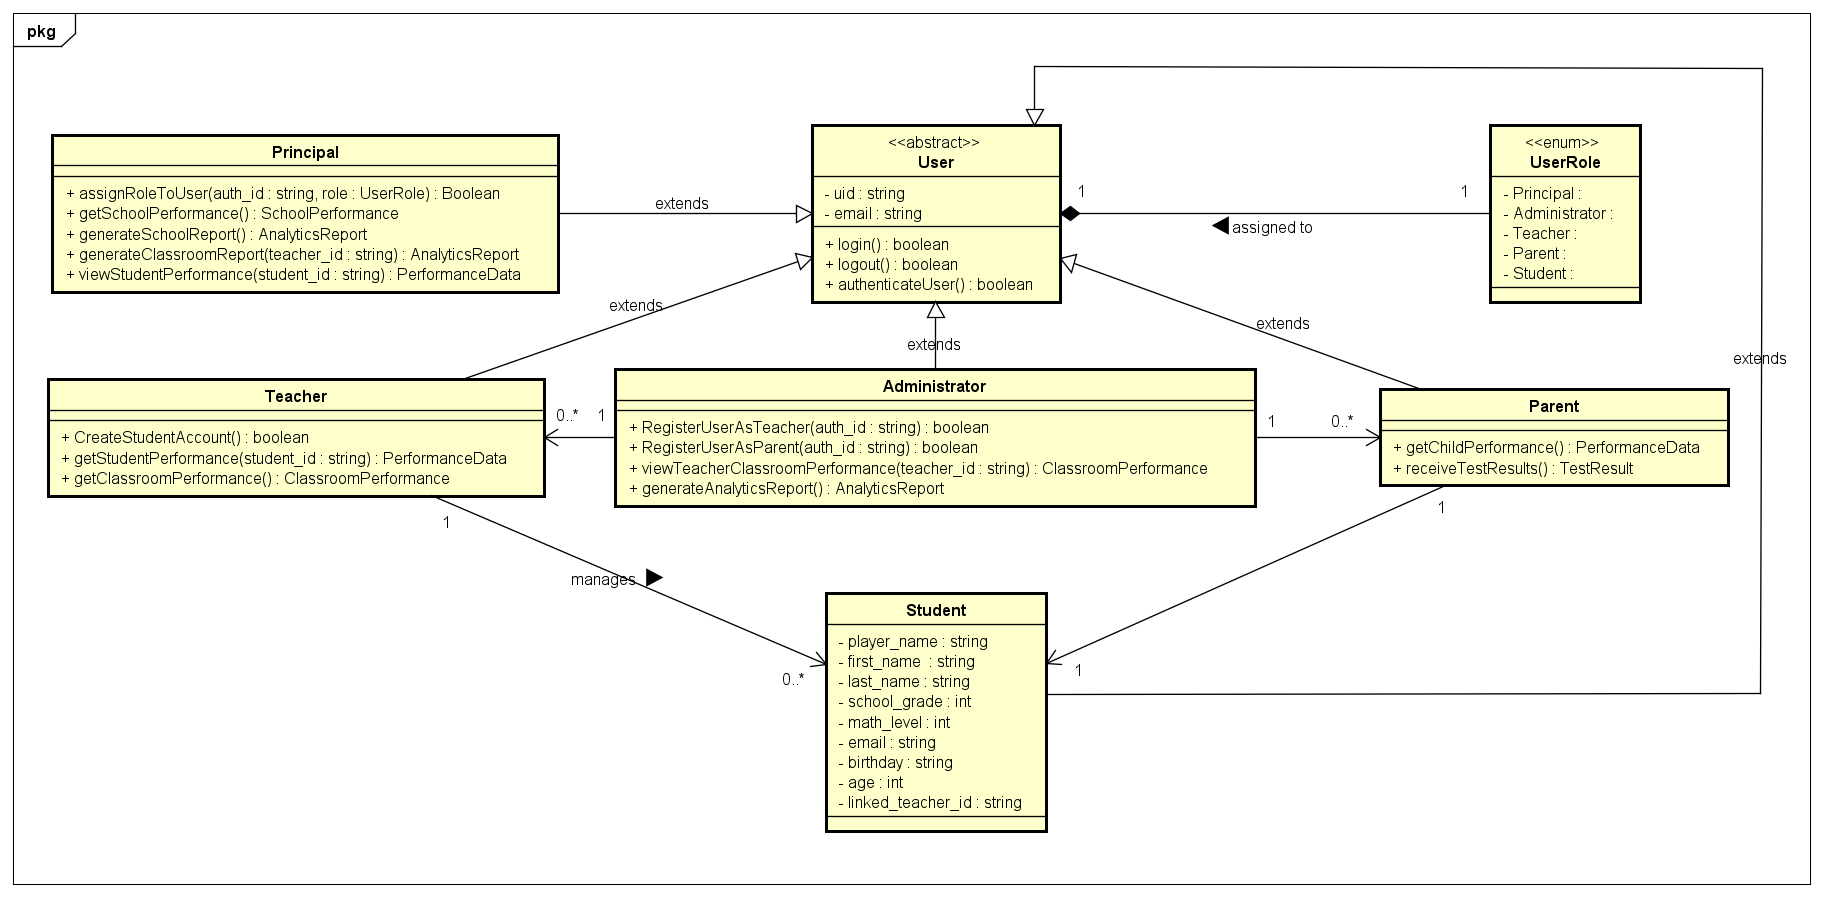 pkg
Principal
+ assignRoleToUser(auth_id : string, role : UserRole) : Boolean
+ getSchoolPerformance() : SchoolPerformance
+ generateSchoolReport() : AnalyticsReport
+ generateClassroomReport(teacher_id : string) : AnalyticsReport
+ viewStudentPerformance(student_id : string) : PerformanceData
extends
<<abstract>>
User
- uid : string
- email : string
+ login() : boolean
+ logout() : boolean
+ authenticateUser() : boolean
1
1
assigned to
<<enum>>
UserRole
- Principal :
- Administrator :
- Teacher :
- Parent :
- Student :
extends
extends
extends
extends
Teacher
+ CreateStudentAccount() : boolean
+ getStudentPerformance(student_id : string) : PerformanceData
+ getClassroomPerformance() : ClassroomPerformance
0..*
1
Administrator
+ RegisterUserAsTeacher(auth_id : string) : boolean
+ RegisterUserAsParent(auth_id : string) : boolean
+ viewTeacherClassroomPerformance(teacher_id : string) : ClassroomPerformance
+ generateAnalyticsReport() : AnalyticsReport
1
0..*
Parent
+ getChildPerformance() : PerformanceData
+ receiveTestResults() : TestResult
1
manages
0..*
1
1
Student
- player_name : string
- first_name  : string
- last_name : string
- school_grade : int
- math_level : int
- email : string
- birthday : string
- age : int
- linked_teacher_id : string